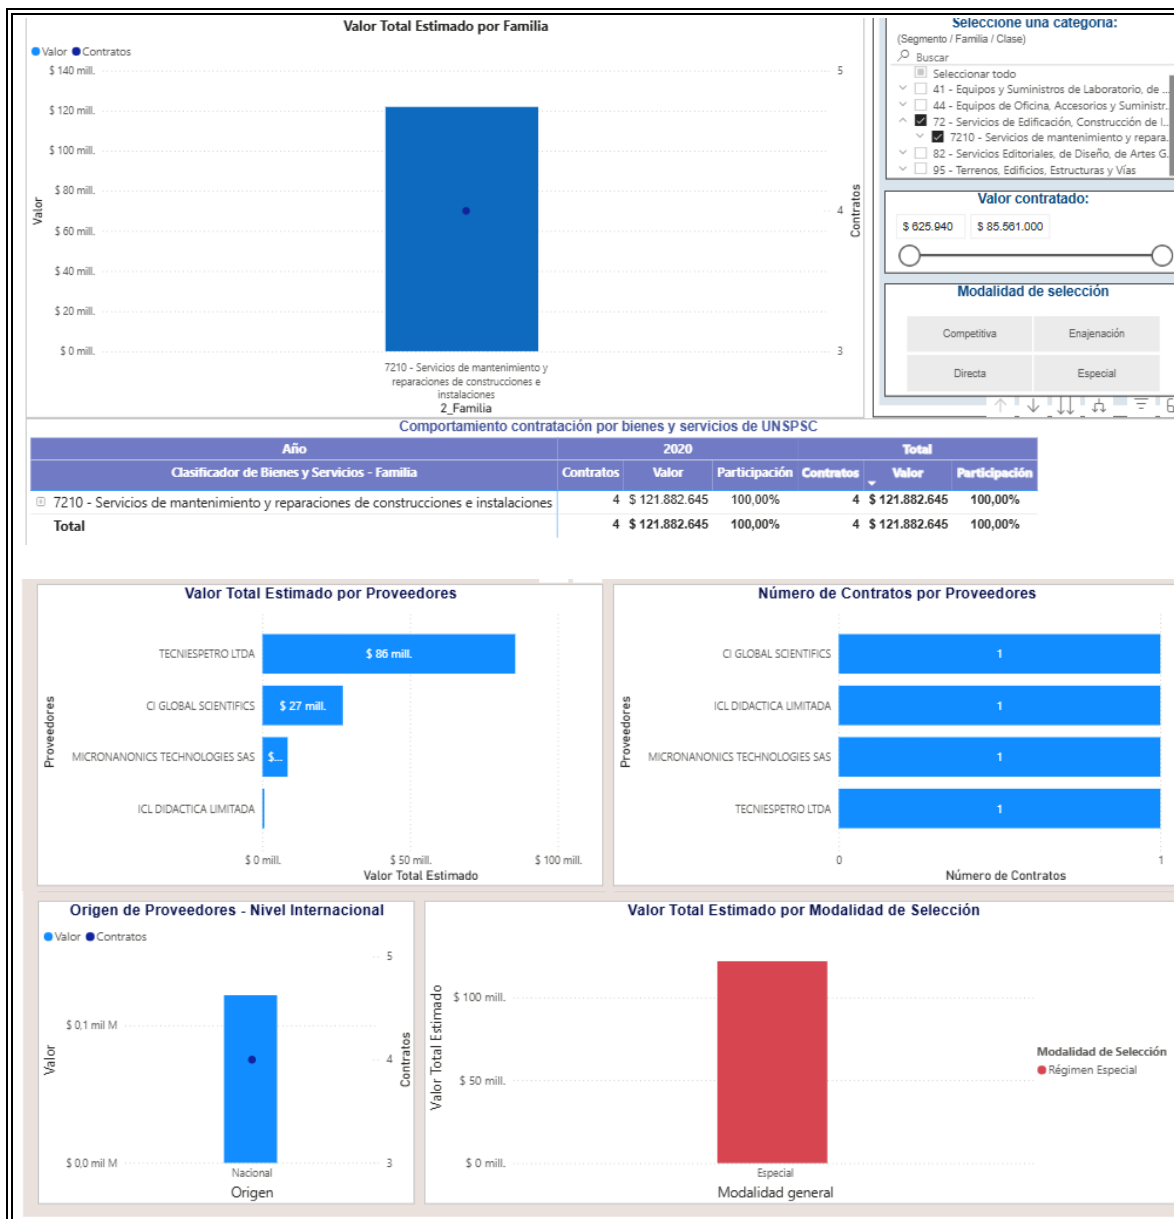 Valor Total Estimado por Familia
Valor Contratos
$ 140 mill.
$ 120 mill.
$ 100 mill.
$ 80 mill.
$ 60 mill.
$ 40 mill.
$ 20 mill.
$ 0 mill.
Valor
5
4
3
Contratos
7210 - Servicios de mantenimiento y
reparaciones de construcciones e
instalaciones
2_Familia
Seleccione una categoria:
(Segmento / Familia / Clase)
Buscar
Seleccionar todo
41 - Equipos y Suministros de Laboratorio, de ...
44 - Equipos de Oficina, Accesorios y Suministr...
72 - Servicios de Edificación, Construcción de I...
7210 - Servicios de mantenimiento y repara...
82 - Servicios Editoriales, de Diseño, de Artes G...
95 - Terrenos, Edificios, Estructuras y Vías
Valor contratado:
$ 625.940 $ 85.561.000
Modalidad de selección
Competitiva Enajenación
Directa Especial
Comportamiento contratación por bienes y servicios de UNSPSC
Año 2020 Total
Clasificador de Bienes y Servicios - Familia Contratos Valor Participación Contratos Valor Participación
7210 - Servicios de mantenimiento y reparaciones de construcciones e instalaciones 4 $ 121.882.645 100,00% 4 $ 121.882.645 100,00%
Total 4 $ 121.882.645 100,00% 4 $ 121.882.645 100,00%
Valor Total Estimado por Proveedores
Proveedores
TECNIESPETRO LTDA $ 86 mill.
CI GLOBAL SCIENTIFICS $ 27 mill.
MICRONANONICS TECHNOLOGIES SAS $...
ICL DIDACTICA LIMITADA
$ 0 mill. $ 50 mill. $ 100 mill.
Valor Total Estimado
Número de Contratos por Proveedores
Proveedores
CI GLOBAL SCIENTIFICS 1
ICL DIDACTICA LIMITADA 1
MICRONANONICS TECHNOLOGIES SAS 1
TECNIESPETRO LTDA 1
0 1
Número de Contratos
Origen de Proveedores - Nivel Internacional
Valor Contratos
$ 0,1 mil M
$ 0,0 mil M
Valor
5
4
3
Contratos
Nacional
Origen
Valor Total Estimado por Modalidad de Selección
Valor Total Estimado
$ 100 mill.
$ 50 mill.
$ 0 mill.
Especial
Modalidad general
Modalidad de Selección
Régimen Especial